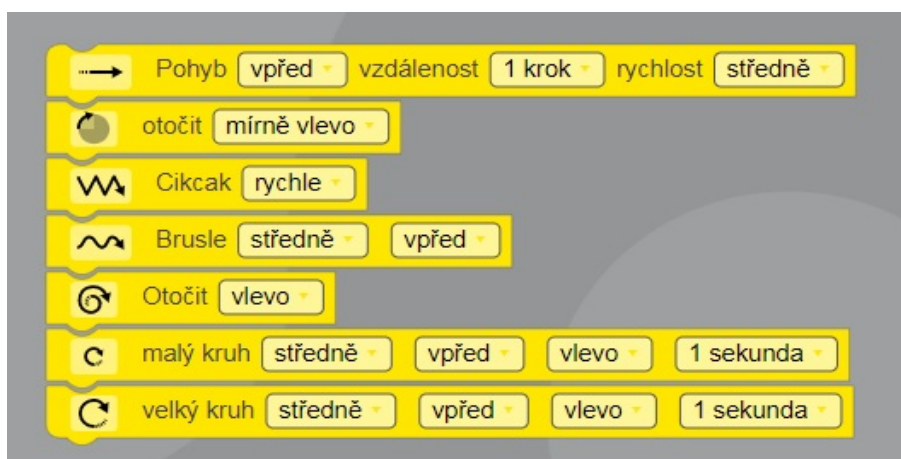 Pohyb vpřed vzdálenost 1 krok rychlost středně
otočit mírně vlevo
Cikcak rychle
Brusle středně vpřed
Otočit vlevo
malý kruh středně vpřed vlevo 1 sekunda
velký kruh středně vpřed vlevo 1 sekunda